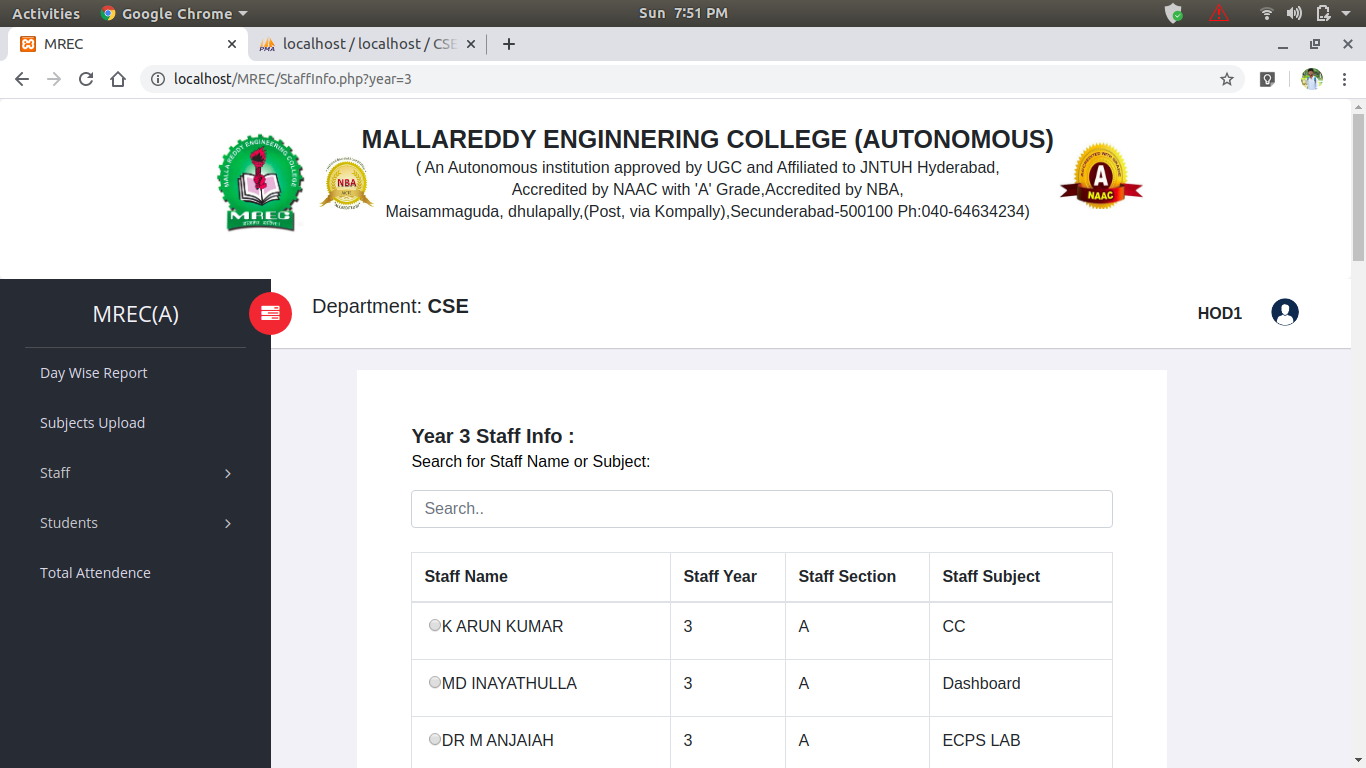 Activities Google Chrome Sun 7:51 PM
MREC localhost / localhost / CSE
localhost/MREC/StaffInfo.php?year=3
MALLAREDDY ENGINNERING COLLEGE (AUTONOMOUS)
( An Autonomous institution approved by UGC and Affiliated to JNTUH Hyderabad,
Accredited by NAAC with 'A' Grade,Accredited by NBA,
Maisammaguda, dhulapally,(Post, via Kompally),Secunderabad-500100 Ph:040-64634234)
MALLA REDDY ENGINEERING COLLEGE
MREC
NBA
A
NAAC
MREC(A)
Department: CSE
HOD1
Day Wise Report
Subjects Upload
Staff
Students
Total Attendence
Year 3 Staff Info :
Search for Staff Name or Subject:
Search..
Staff Name Staff Year Staff Section Staff Subject
K ARUN KUMAR 3 A CC
MD INAYATHULLA 3 A Dashboard
DR M ANJAIAH 3 A ECPS LAB